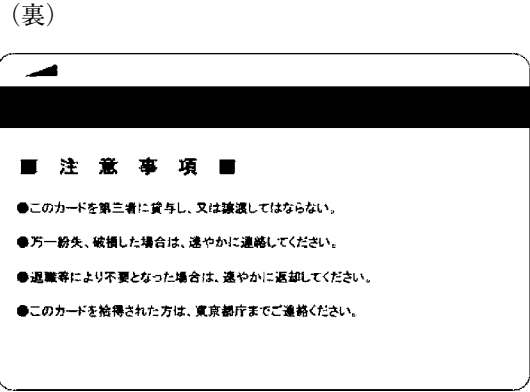 （裏）
■ 注 意 事 項 ■
●このカードを第三者に貸与し、又は譲渡してはならない。
●万一紛失、破損した場合は、速やかに連絡してください。
●退職等により不要となった場合は、速やかに返却してください。
●このカードを拾得された方は、東京都庁までご連絡ください。